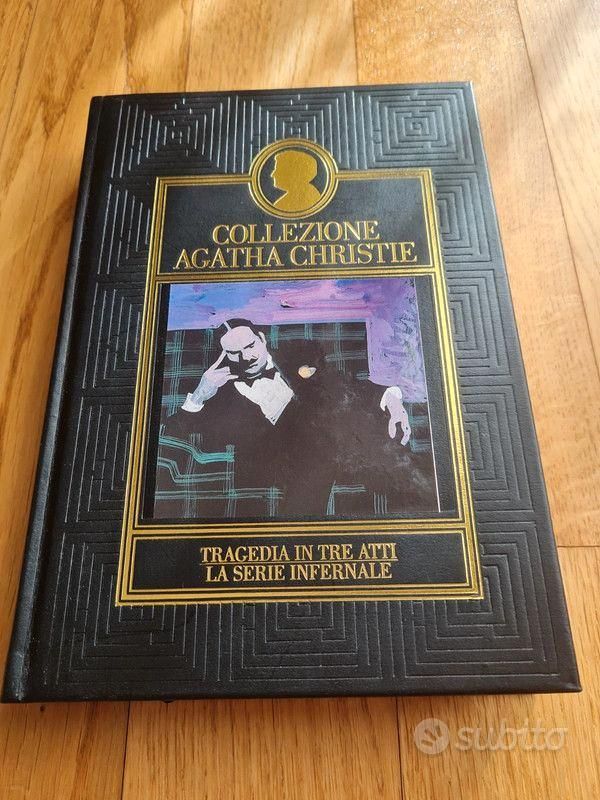 COLLEZIONE
AGATHA CHRISTIE
TRAGEDIA IN TRE ATTI
LA SERIE INFERNALE
subito